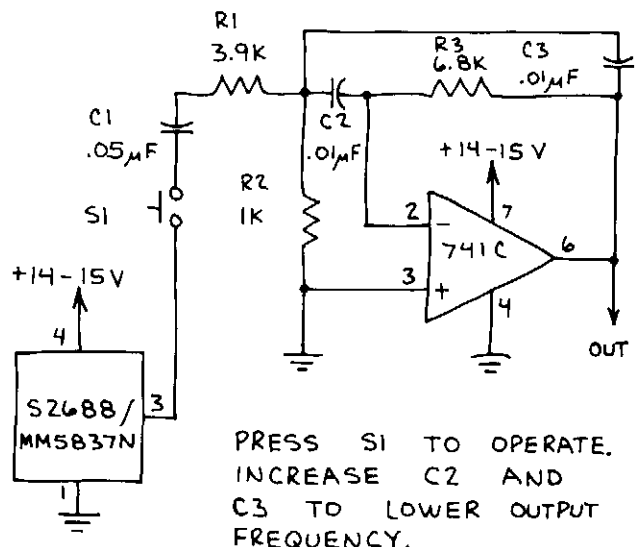 R1
3.9K
R3
6.8K
C3
.01µF
C1
.05µF
C2
.01µF
+14-15V
S1
R2
1K
2
-
7
741C
6
3
+
4
+14-15V
4
OUT
S2688/
MM5837N
3
1
PRESS S1 TO OPERATE.
INCREASE C2 AND
C3 TO LOWER OUTPUT
FREQUENCY.